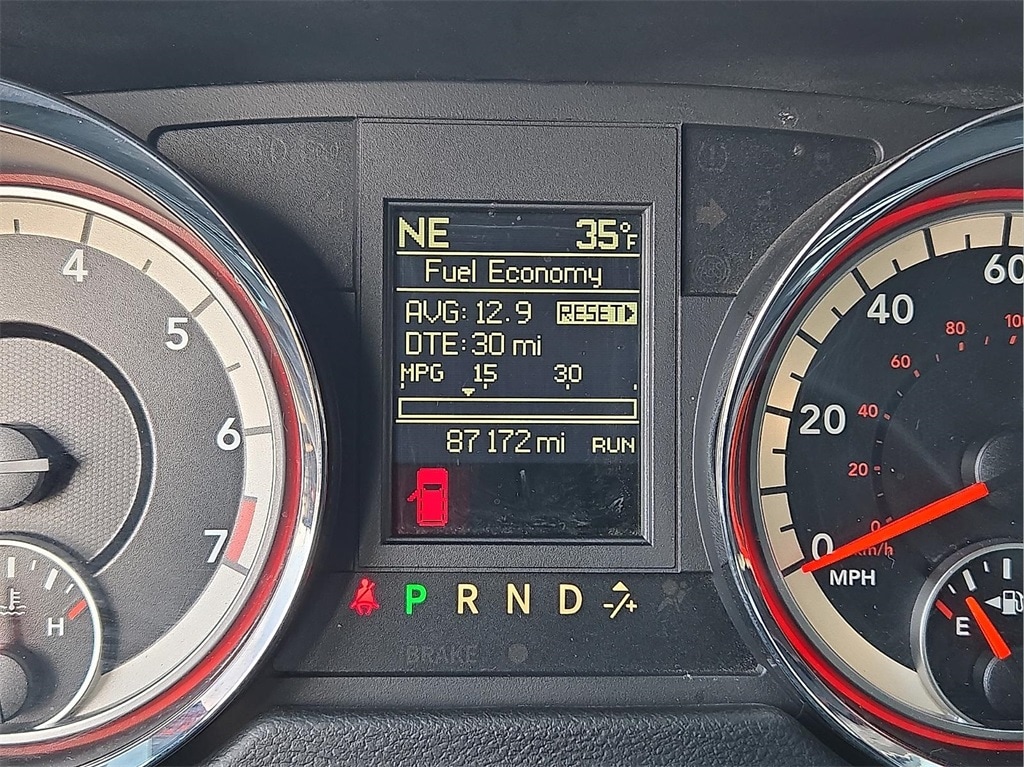 NE 35°F
Fuel Economy
AVG: 12.9 RESET
DTE: 30 mi
MPG 15 30
87172 mi RUN
P R N D -/+
BRAKE
4
5
6
7
H
0
20
40
60
MPH
0
20
40
60
80
100
km/h
E